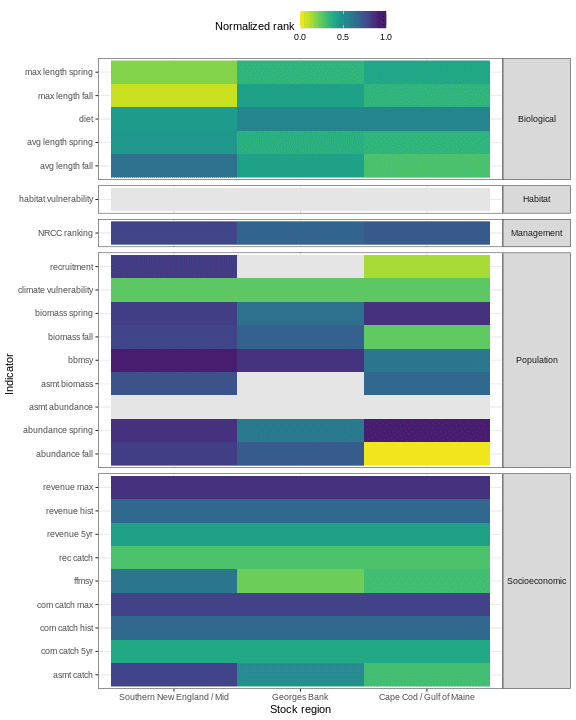 Normalized rank
0.0 0.5 1.0
max length spring
max length fall
diet
avg length spring
avg length fall
Biological
habitat vulnerability
Habitat
NRCC ranking
Management
recruitment
climate vulnerability
biomass spring
biomass fall
bbmsy
asmt biomass
asmt abundance
abundance spring
abundance fall
Population
revenue max
revenue hist
revenue 5yr
rec catch
ffmsy
com catch max
com catch hist
com catch 5yr
asmt catch
Socioeconomic
Indicator
Southern New England / Mid Georges Bank Cape Cod / Gulf of Maine
Stock region